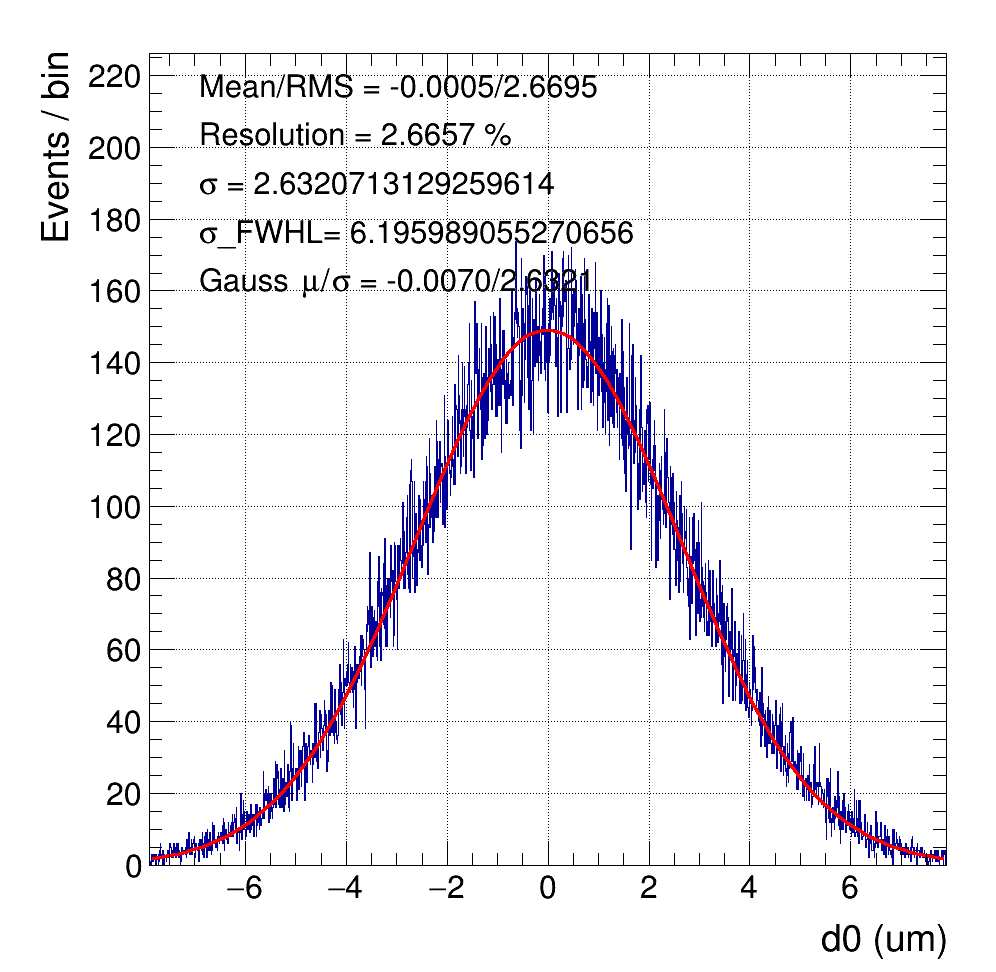 Events / bin
220
200
180
160
140
120
100
80
60
40
20
0
Mean/RMS = -0.0005/2.6695
Resolution = 2.6657 %
σ = 2.6320713129259614
σ_FWHL= 6.195989055270656
Gauss μ/σ = -0.0070/2.6321
−6 −4 −2 0 2 4 6
d0 (um)